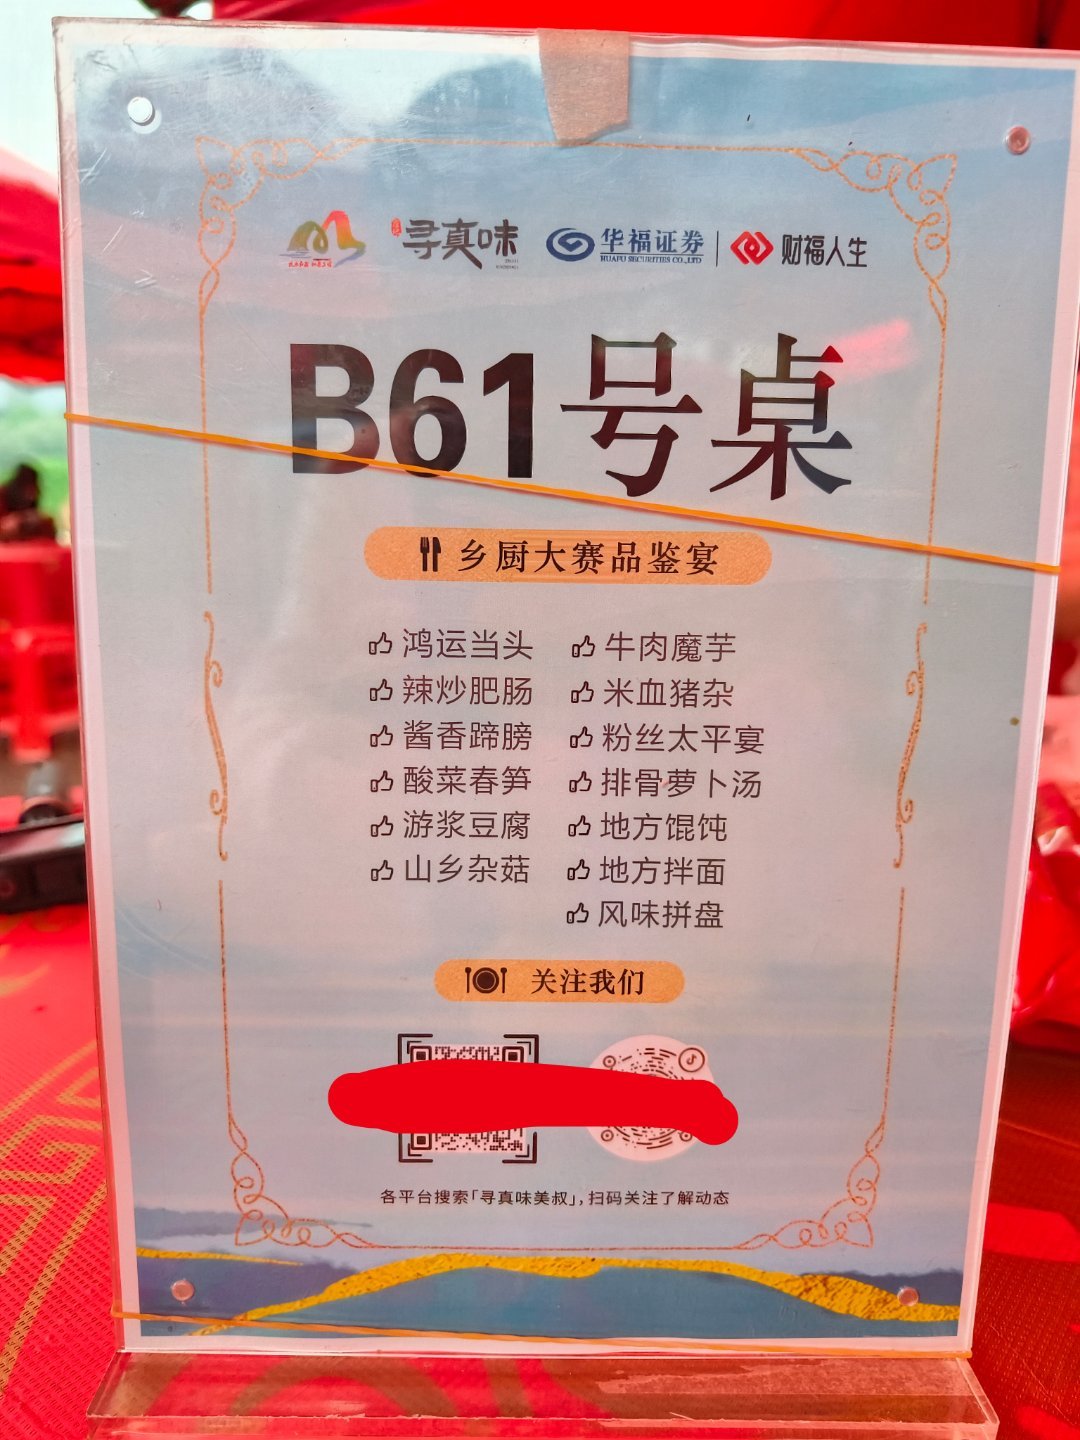 寻真味
华福证券
HUAFU SECURITIES CO.,LTD
财福人生
B61号桌
乡厨大赛品鉴宴
鸿运当头
牛肉魔芋
辣炒肥肠
米血猪杂
酱香蹄膀
粉丝太平宴
酸菜春笋
排骨萝卜汤
游浆豆腐
地方馄饨
山乡杂菇
地方拌面
风味拼盘
关注我们
各平台搜索「寻真味美叔」，扫码关注了解动态